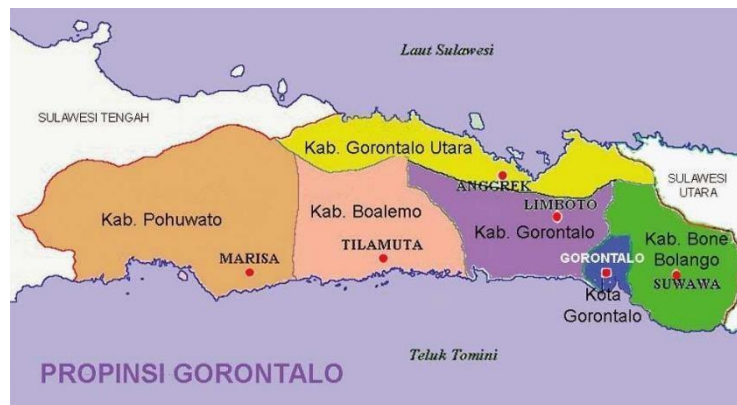 Laut Sulawesi
SULAWESI TENGAH
Kab. Gorontalo Utara
ANGGREK
SULAWESI
UTARA
Kab. Pohuwato
Kab. Boalemo
LIMBOTO
Kab. Gorontalo
Kab. Bone
Bolango
MARISA
TILAMUTA
GORONTALO
SUWAWA
Kota
Gorontalo
Teluk Tomini
PROPINSI GORONTALO